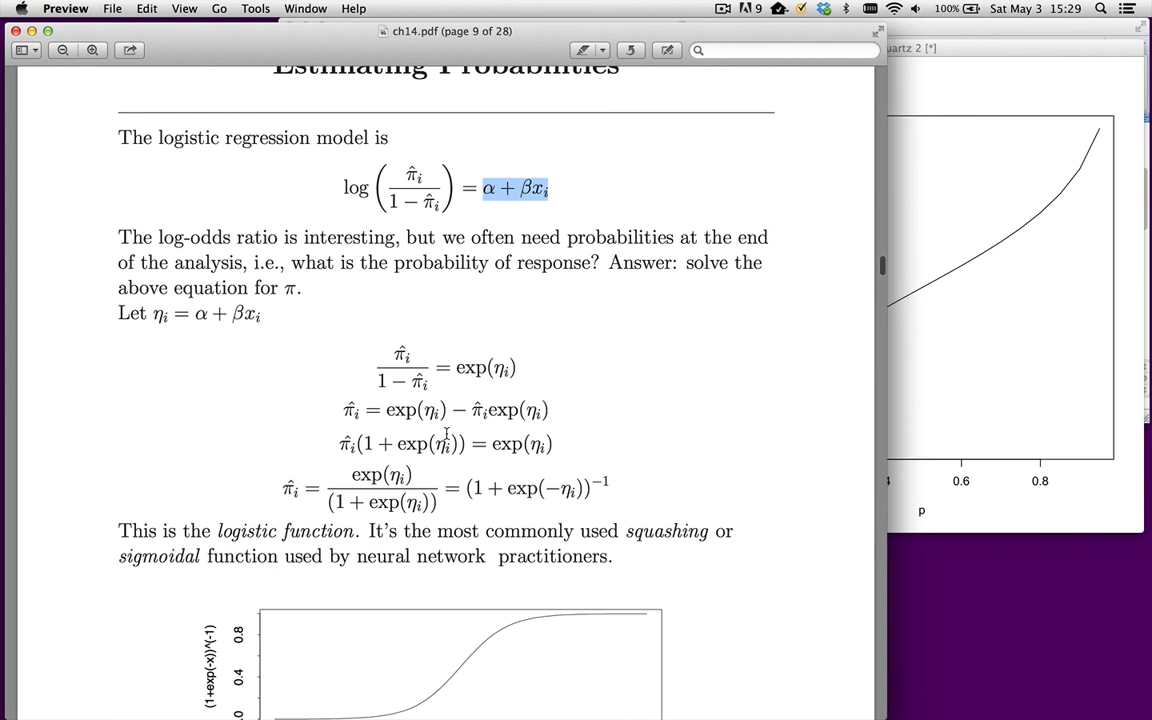 Preview File Edit View Go Tools Window Help 9 100% Sat May 3 15:29
ch14.pdf (page 9 of 28)
uartz 2 [*]
Estimating Probabilities
The logistic regression model is
log ( π̂ᵢ / (1 − π̂ᵢ) ) = α + βxᵢ
The log-odds ratio is interesting, but we often need probabilities at the end
of the analysis, i.e., what is the probability of response? Answer: solve the
above equation for π.
Let ηᵢ = α + βxᵢ
π̂ᵢ / (1 − π̂ᵢ) = exp(ηᵢ)
π̂ᵢ = exp(ηᵢ) − π̂ᵢexp(ηᵢ)
π̂ᵢ(1 + exp(ηᵢ)) = exp(ηᵢ)
π̂ᵢ = exp(ηᵢ) / (1 + exp(ηᵢ)) = (1 + exp(−ηᵢ))⁻¹
This is the logistic function. It's the most commonly used squashing or
sigmoidal function used by neural network practitioners.
(1+exp(-x))^(-1)
0.8
0.4
0.6 0.8
p